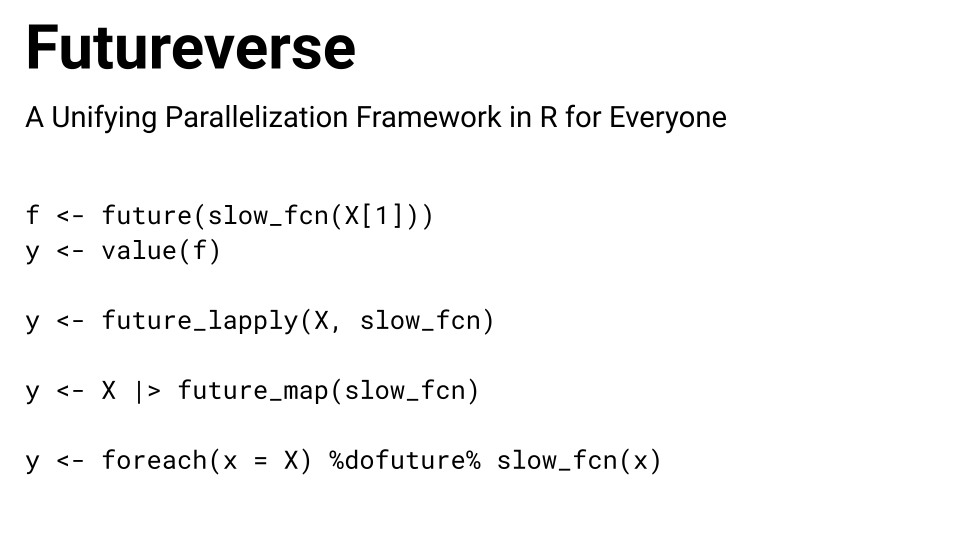 Futureverse
A Unifying Parallelization Framework in R for Everyone
f <- future(slow_fcn(X[1]))
y <- value(f)
y <- future_lapply(X, slow_fcn)
y <- X |> future_map(slow_fcn)
y <- foreach(x = X) %dofuture% slow_fcn(x)